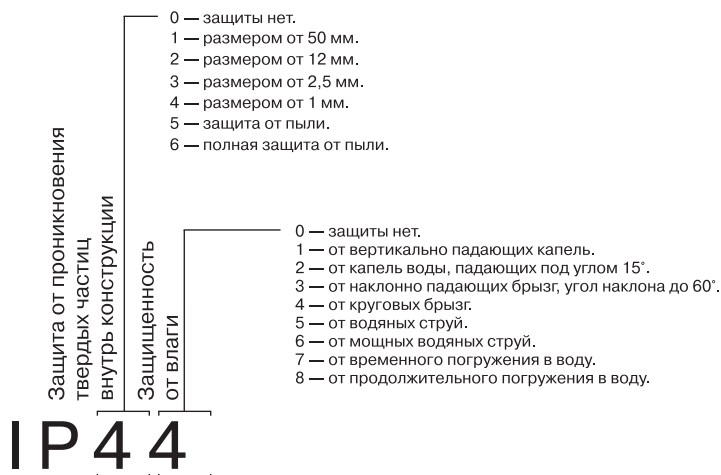 0 — защиты нет.
1 — размером от 50 мм.
2 — размером от 12 мм.
3 — размером от 2,5 мм.
4 — размером от 1 мм.
5 — защита от пыли.
6 — полная защита от пыли.
Защита от проникновения
твердых частиц
внутрь конструкции
Защищенность
от влаги
0 — защиты нет.
1 — от вертикально падающих капель.
2 — от капель воды, падающих под углом 15˚.
3 — от наклонно падающих брызг, угол наклона до 60˚.
4 — от круговых брызг.
5 — от водяных струй.
6 — от мощных водяных струй.
7 — от временного погружения в воду.
8 — от продолжительного погружения в воду.
IP44